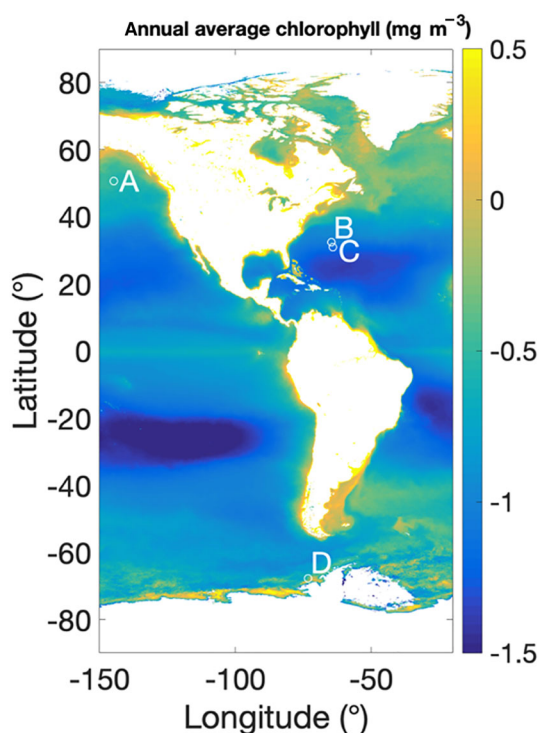 Annual average chlorophyll (mg m⁻³)
80
60
40
20
0
-20
-40
-60
-80
Latitude (°)
A
B
C
D
-150
-100
-50
Longitude (°)
0.5
0
-0.5
-1
-1.5